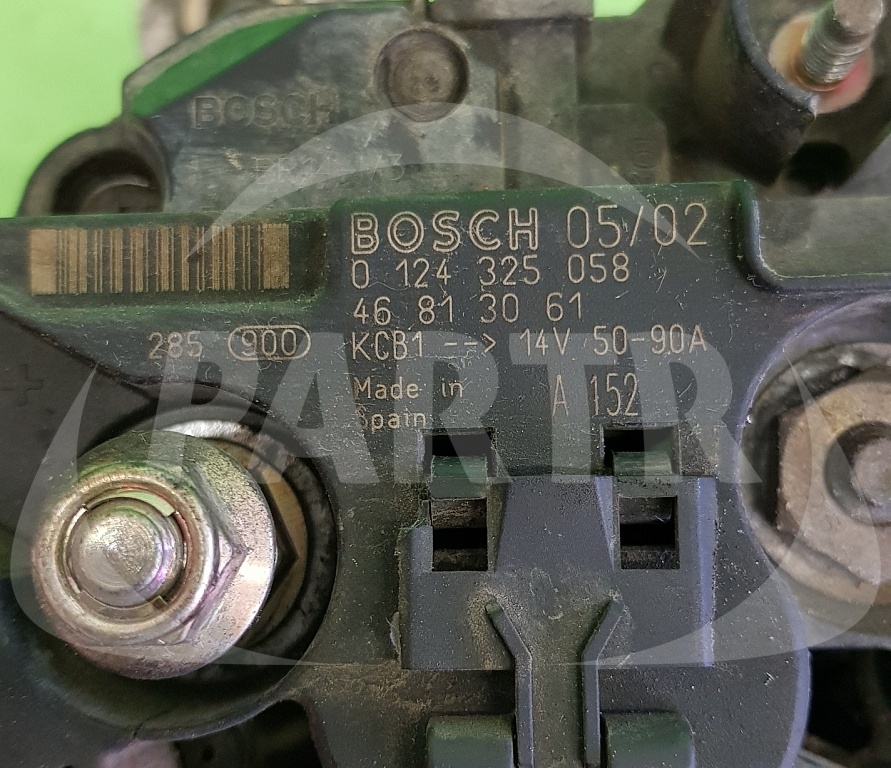 BOSCH
BOSCH 05/02
0 124 325 058
46 81 30 61
285 900 KCB1 --> 14V 50-90A
Made in A 152
Spain
PARTR